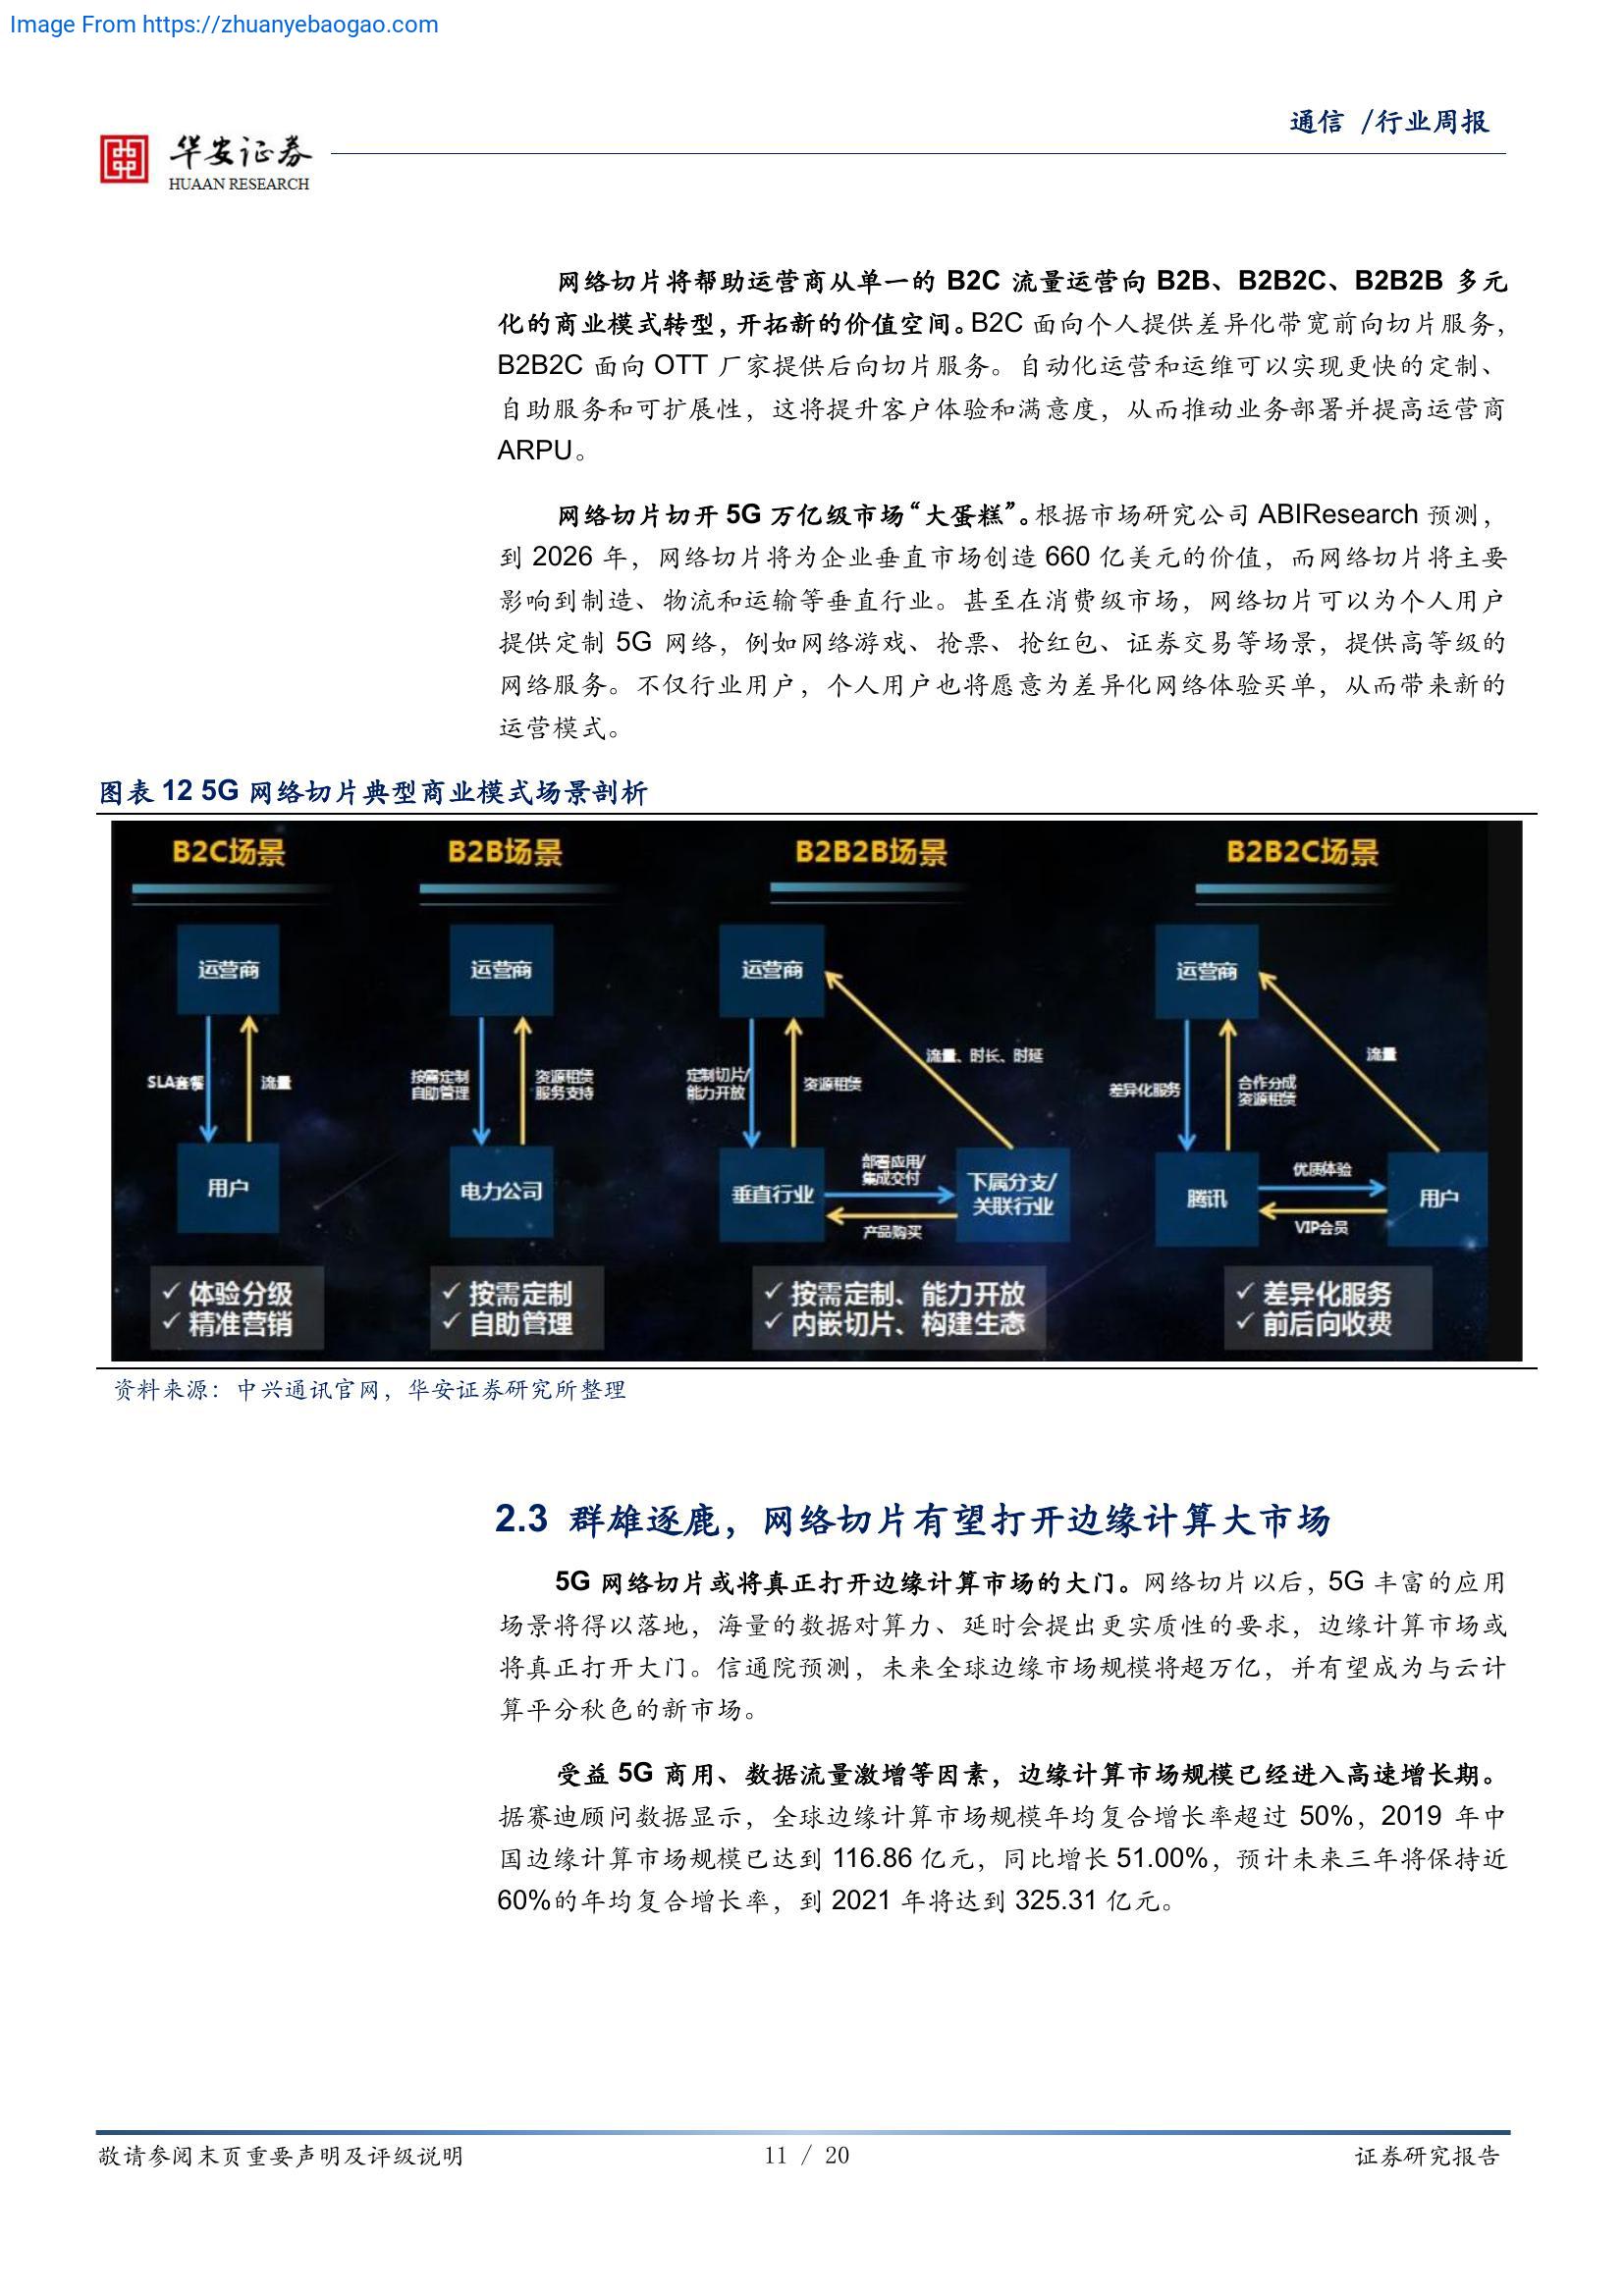 Image From https://zhuanyebaogao.com
通信 /行业周报
华安证券
HUAAN RESEARCH
网络切片将帮助运营商从单一的 B2C 流量运营向 B2B、B2B2C、B2B2B 多元
化的商业模式转型，开拓新的价值空间。B2C 面向个人提供差异化带宽前向切片服务，
B2B2C 面向 OTT 厂家提供后向切片服务。自动化运营和运维可以实现更快的定制、
自助服务和可扩展性，这将提升客户体验和满意度，从而推动业务部署并提高运营商
ARPU。
网络切片切开 5G 万亿级市场“大蛋糕”。根据市场研究公司 ABIResearch 预测，
到 2026 年，网络切片将为企业垂直市场创造 660 亿美元的价值，而网络切片将主要
影响到制造、物流和运输等垂直行业。甚至在消费级市场，网络切片可以为个人用户
提供定制 5G 网络，例如网络游戏、抢票、抢红包、证券交易等场景，提供高等级的
网络服务。不仅行业用户，个人用户也将愿意为差异化网络体验买单，从而带来新的
运营模式。
图表 12 5G 网络切片典型商业模式场景剖析
B2C场景
运营商
SLA套餐
流量
用户
✓ 体验分级
✓ 精准营销
B2B场景
运营商
按需定制
自助管理
资源租赁
服务支持
电力公司
✓ 按需定制
✓ 自助管理
B2B2B场景
运营商
定制切片/
能力开放
资源租赁
流量、时长、时延
垂直行业
部署应用/
集成交付
产品购买
下属分支/
关联行业
✓ 按需定制、能力开放
✓ 内嵌切片、构建生态
B2B2C场景
运营商
差异化服务
合作分成
资源租赁
流量
腾讯
优质体验
VIP会员
用户
✓ 差异化服务
✓ 前后向收费
资料来源：中兴通讯官网，华安证券研究所整理
2.3 群雄逐鹿，网络切片有望打开边缘计算大市场
5G 网络切片或将真正打开边缘计算市场的大门。网络切片以后，5G 丰富的应用
场景将得以落地，海量的数据对算力、延时会提出更实质性的要求，边缘计算市场或
将真正打开大门。信通院预测，未来全球边缘市场规模将超万亿，并有望成为与云计
算平分秋色的新市场。
受益 5G 商用、数据流量激增等因素，边缘计算市场规模已经进入高速增长期。
据赛迪顾问数据显示，全球边缘计算市场规模年均复合增长率超过 50%，2019 年中
国边缘计算市场规模已达到 116.86 亿元，同比增长 51.00%，预计未来三年将保持近
60%的年均复合增长率，到 2021 年将达到 325.31 亿元。
敬请参阅末页重要声明及评级说明
11 / 20
证券研究报告